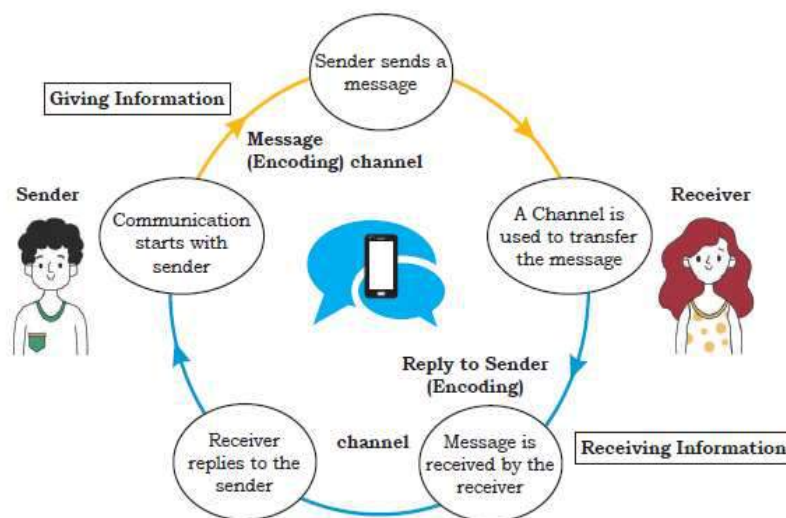 Sender sends a
message
Giving Information
Message
(Encoding) channel
Sender
Communication
starts with
sender
A Channel is
used to transfer
the message
Receiver
Reply to Sender
(Encoding)
Receiver
replies to the
sender
channel
Message is
received by the
receiver
Receiving Information